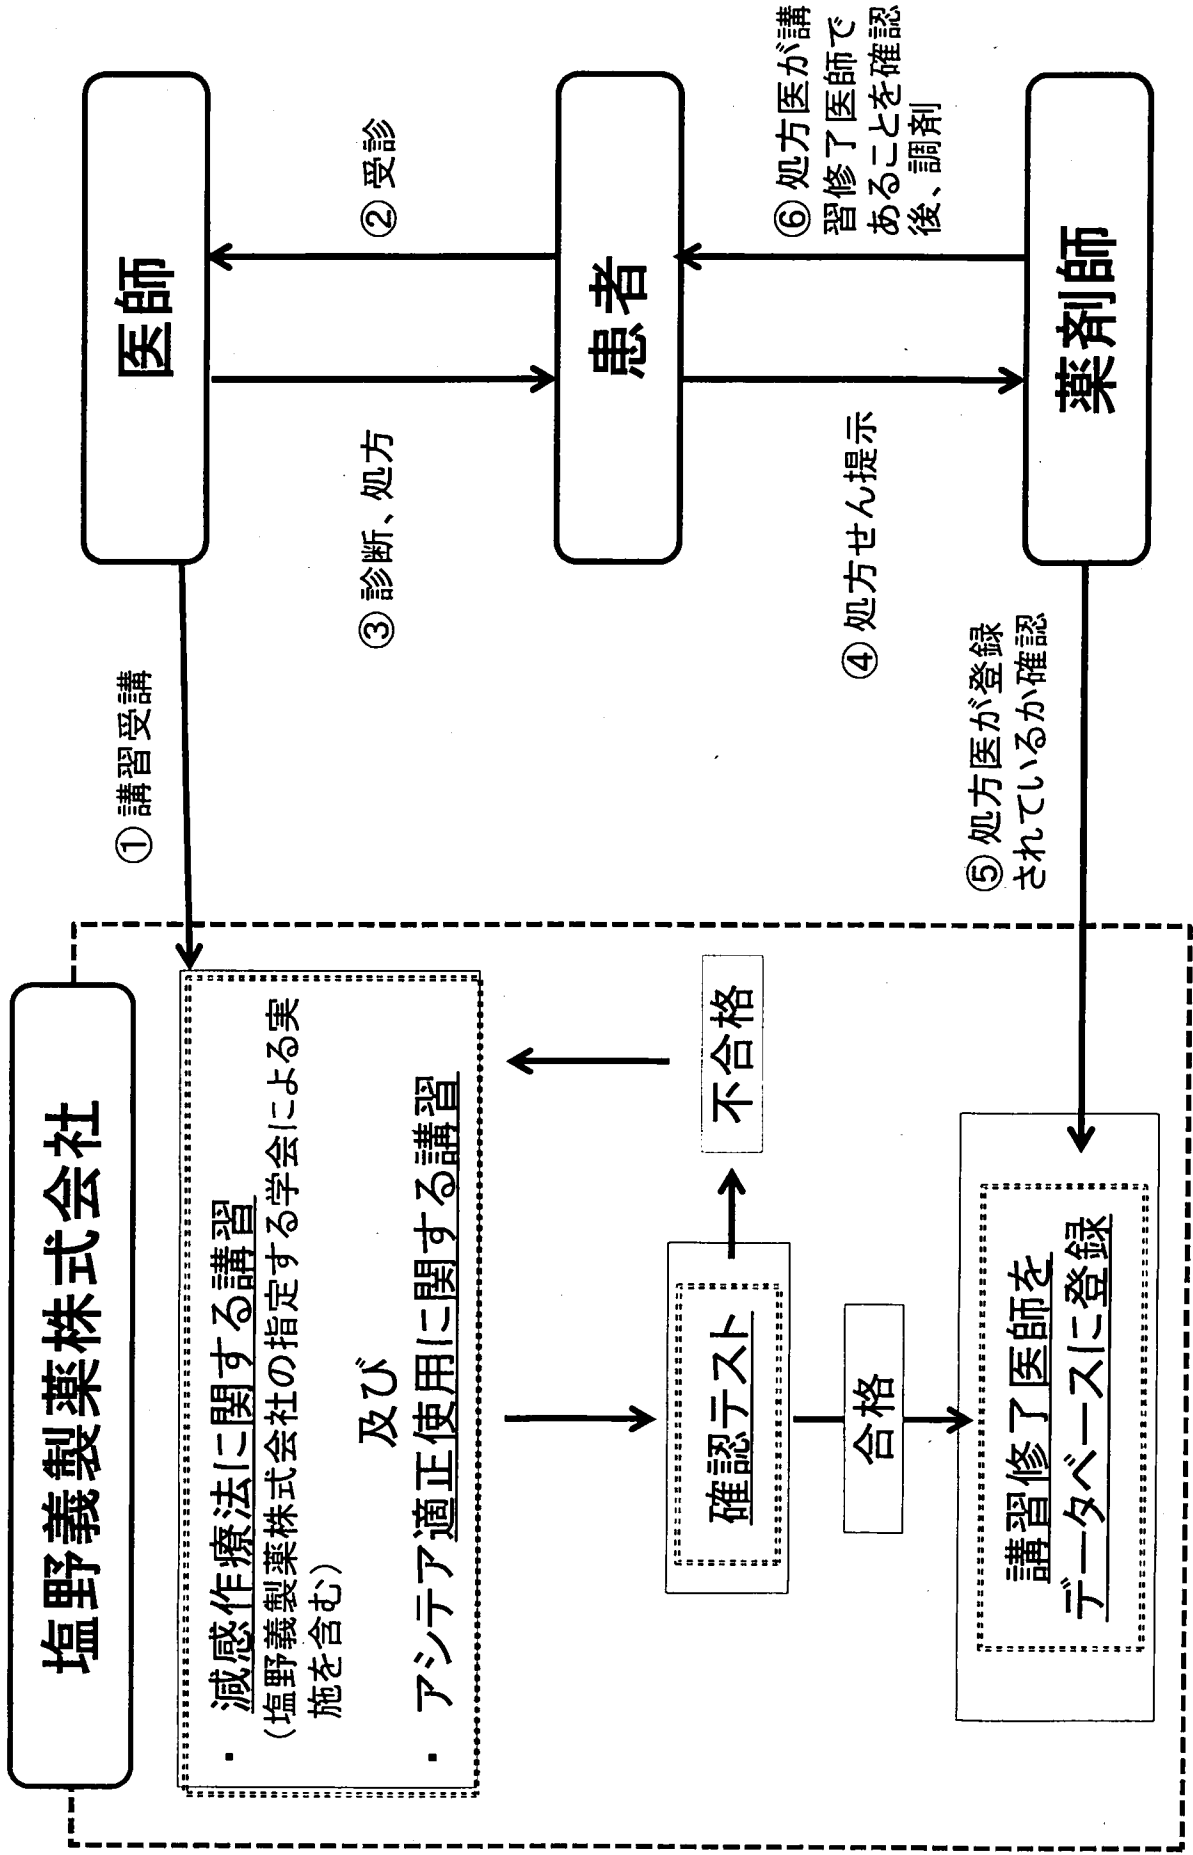 塩野義製薬株式会社
・減感作療法に関する講習
(塩野義製薬株式会社の指定する学会による実
施を含む)
及び
・アシテア適正使用に関する講習
確認テスト
不合格
合格
講習修了医師を
データベースに登録
①講習受講
医師
②受診
③診断、処方
患者
④処方せん提示
⑥処方医が講
習修了医師で
あることを確認
後、調剤
⑤処方医が登録
されているか確認
薬剤師